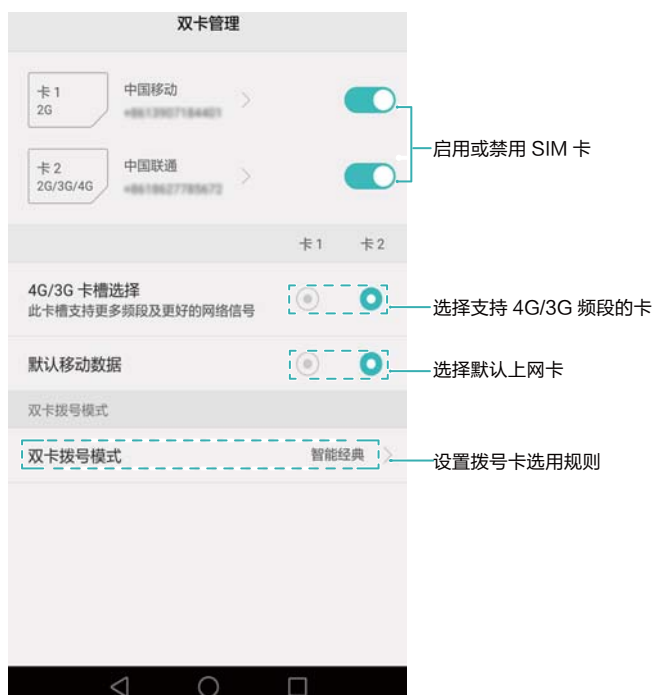 双卡管理
卡 1
2G
中国移动
卡 2
2G/3G/4G
中国联通
启用或禁用 SIM 卡
卡 1 卡 2
4G/3G 卡槽选择
此卡槽支持更多频段及更好的网络信号
选择支持 4G/3G 频段的卡
默认移动数据
选择默认上网卡
双卡拨号模式
双卡拨号模式 智能经典
设置拨号卡选用规则